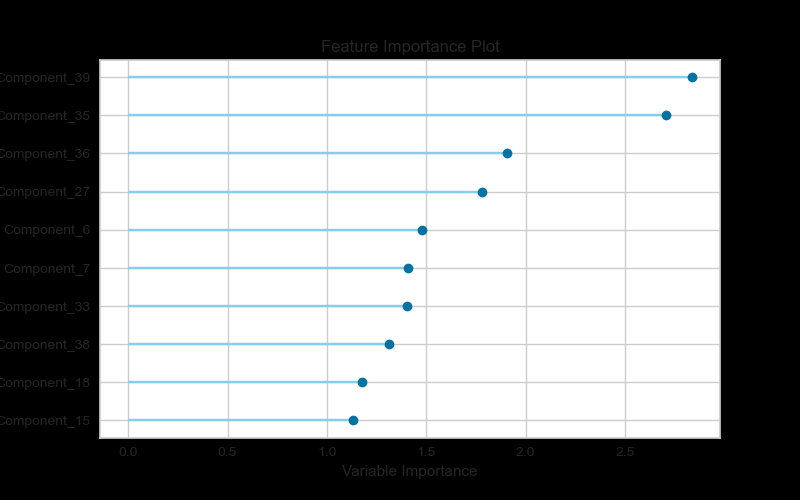 Feature Importance Plot
Component_39
Component_35
Component_36
Component_27
Component_6
Component_7
Component_33
Component_38
Component_18
Component_15
0.0 0.5 1.0 1.5 2.0 2.5
Variable Importance